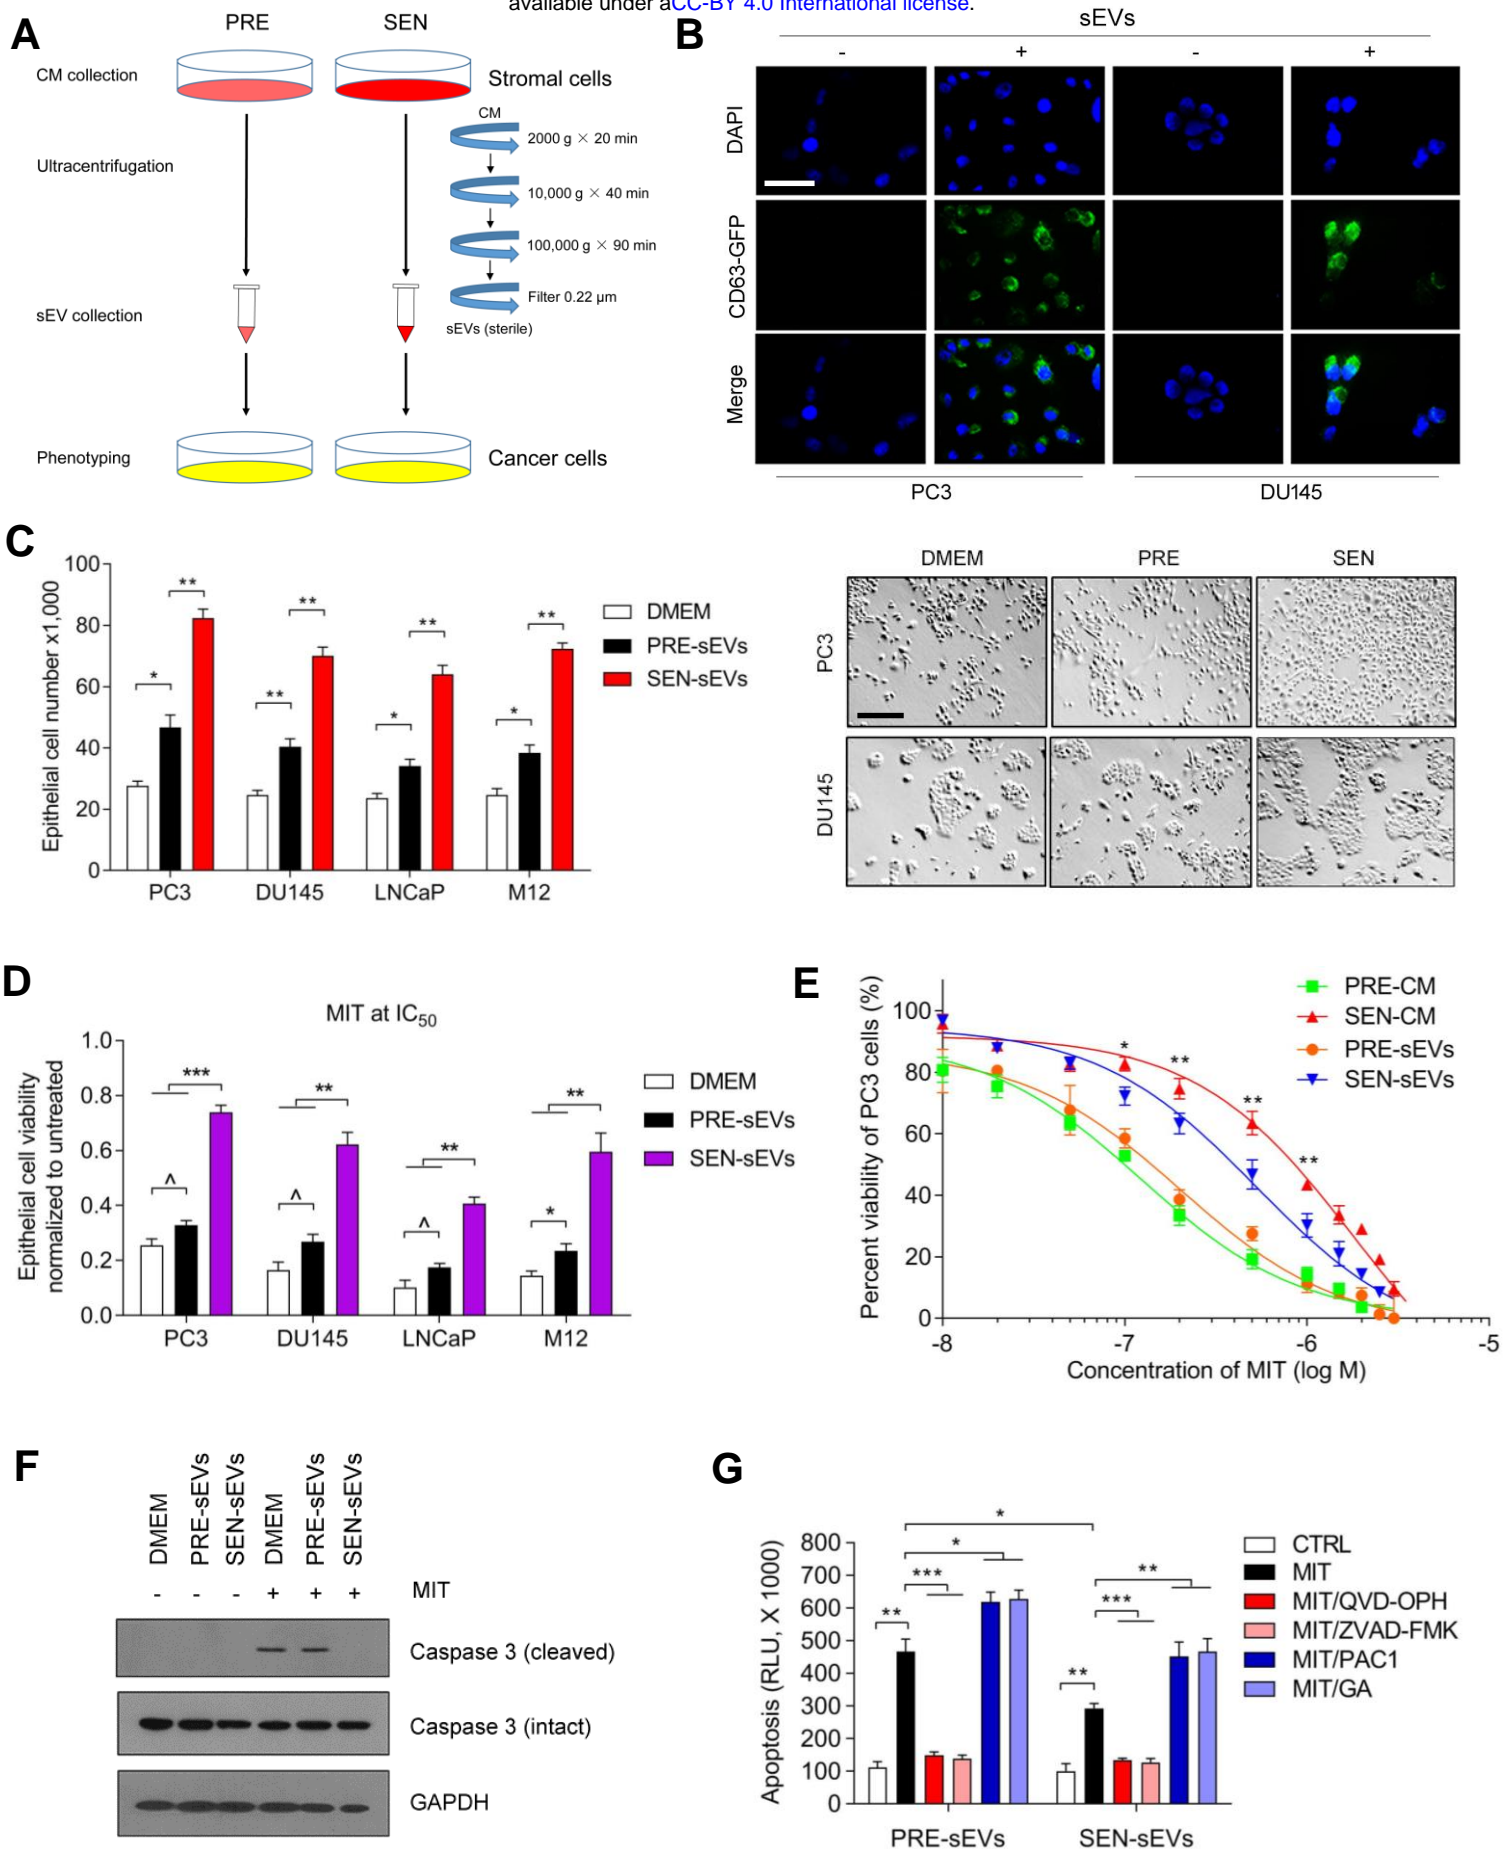 available under aCC-BY 4.0 International license.
A
PRE SEN
CM collection
Stromal cells
CM
2000 g × 20 min
Ultracentrifugation
10,000 g × 40 min
100,000 g × 90 min
Filter 0.22 µm
sEV collection
sEVs (sterile)
Phenotyping
Cancer cells
B
sEVs
- + - +
DAPI
CD63-GFP
Merge
PC3 DU145
C
Epithelial cell number x1,000
100
80
60
40
20
0
* ** ** ** * ** * **
PC3 DU145 LNCaP M12
DMEM
PRE-sEVs
SEN-sEVs
DMEM PRE SEN
PC3
DU145
D
MIT at IC50
Epithelial cell viability
normalized to untreated
1.0
0.8
0.6
0.4
0.2
0.0
^ *** ^ ** ^ ** * **
PC3 DU145 LNCaP M12
DMEM
PRE-sEVs
SEN-sEVs
E
Percent viability of PC3 cells (%)
100
80
60
40
20
0
* ** ** **
-8 -7 -6 -5
Concentration of MIT (log M)
PRE-CM
SEN-CM
PRE-sEVs
SEN-sEVs
F
DMEM PRE-sEVs SEN-sEVs DMEM PRE-sEVs SEN-sEVs
- - - + + + MIT
Caspase 3 (cleaved)
Caspase 3 (intact)
GAPDH
G
Apoptosis (RLU, X 1000)
800
700
600
500
400
300
200
100
0
*
* **
*** ***
** **
PRE-sEVs SEN-sEVs
CTRL
MIT
MIT/QVD-OPH
MIT/ZVAD-FMK
MIT/PAC1
MIT/GA